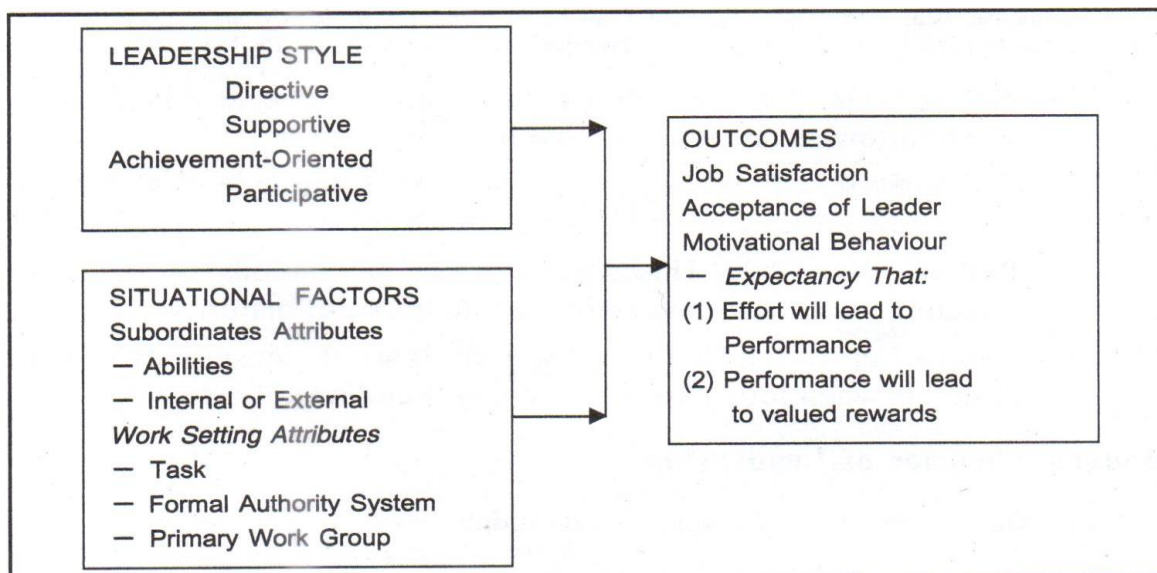 LEADERSHIP STYLE
Directive
Supportive
Achievement-Oriented
Participative
SITUATIONAL FACTORS
Subordinates Attributes
— Abilities
— Internal or External
Work Setting Attributes
— Task
— Formal Authority System
— Primary Work Group
OUTCOMES
Job Satisfaction
Acceptance of Leader
Motivational Behaviour
— Expectancy That:
(1) Effort will lead to
Performance
(2) Performance will lead
to valued rewards